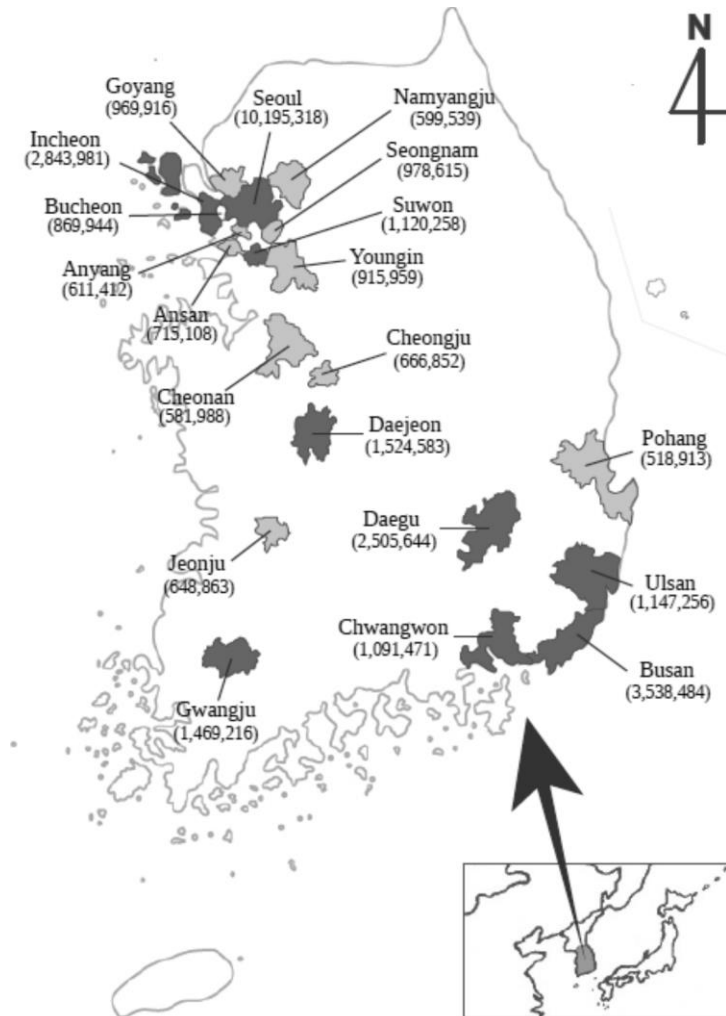 N
Goyang
(969,916)
Seoul
(10,195,318)
Namyangju
(599,539)
Incheon
(2,843,981)
Seongnam
(978,615)
Bucheon
(869,944)
Suwon
(1,120,258)
Anyang
(611,412)
Youngin
(915,959)
Ansan
(715,108)
Cheongju
(666,852)
Cheonan
(581,988)
Daejeon
(1,524,583)
Pohang
(518,913)
Daegu
(2,505,644)
Jeonju
(648,863)
Ulsan
(1,147,256)
Chwangwon
(1,091,471)
Busan
(3,538,484)
Gwangju
(1,469,216)